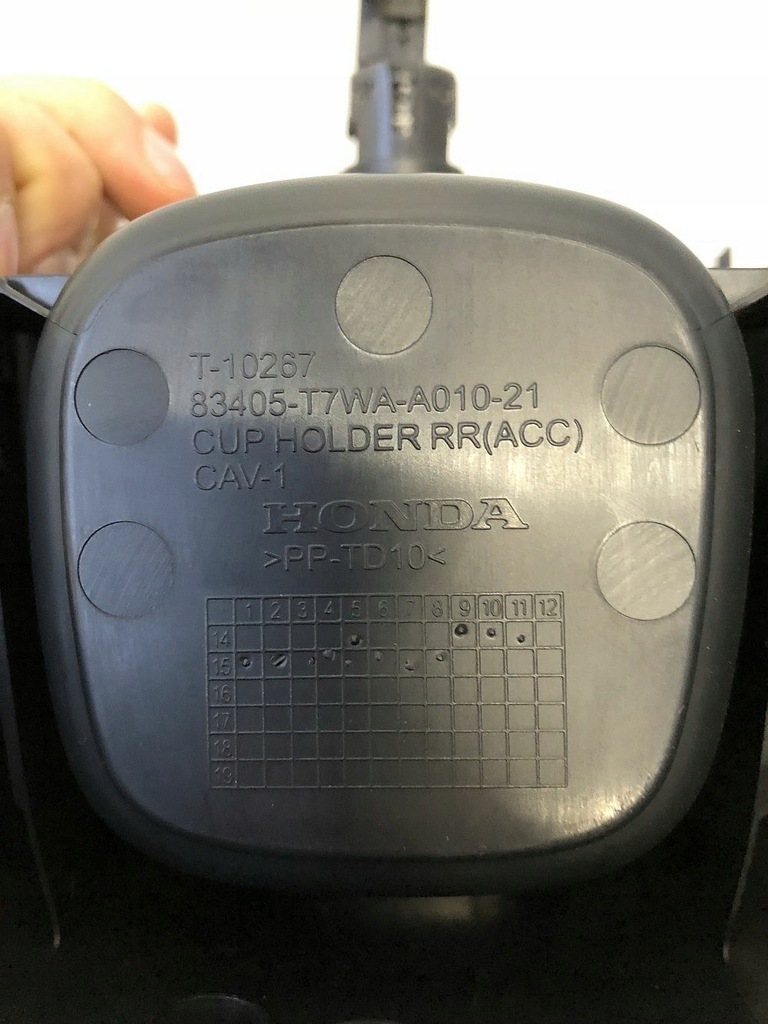 T-10267
83405-T7WA-A010-21
CUP HOLDER RR(ACC)
CAV-1
HONDA
>PP-TD10<
1 2 3 4 5 6 7 8 9 10 11 12
14
15
16
17
18
19